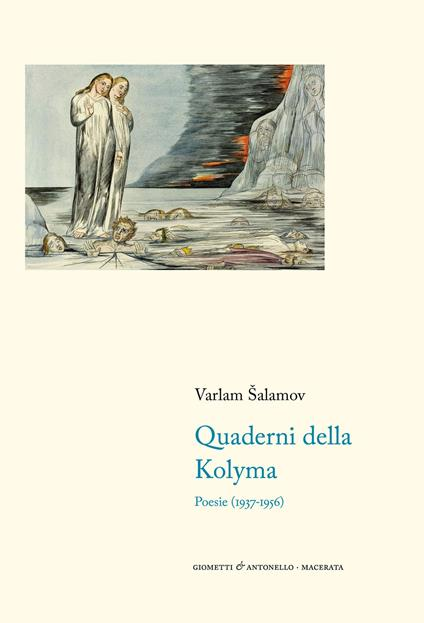 Varlam Šalamov
Quaderni della
Kolyma
Poesie (1937-1956)
GIOMETTI & ANTONELLO · MACERATA